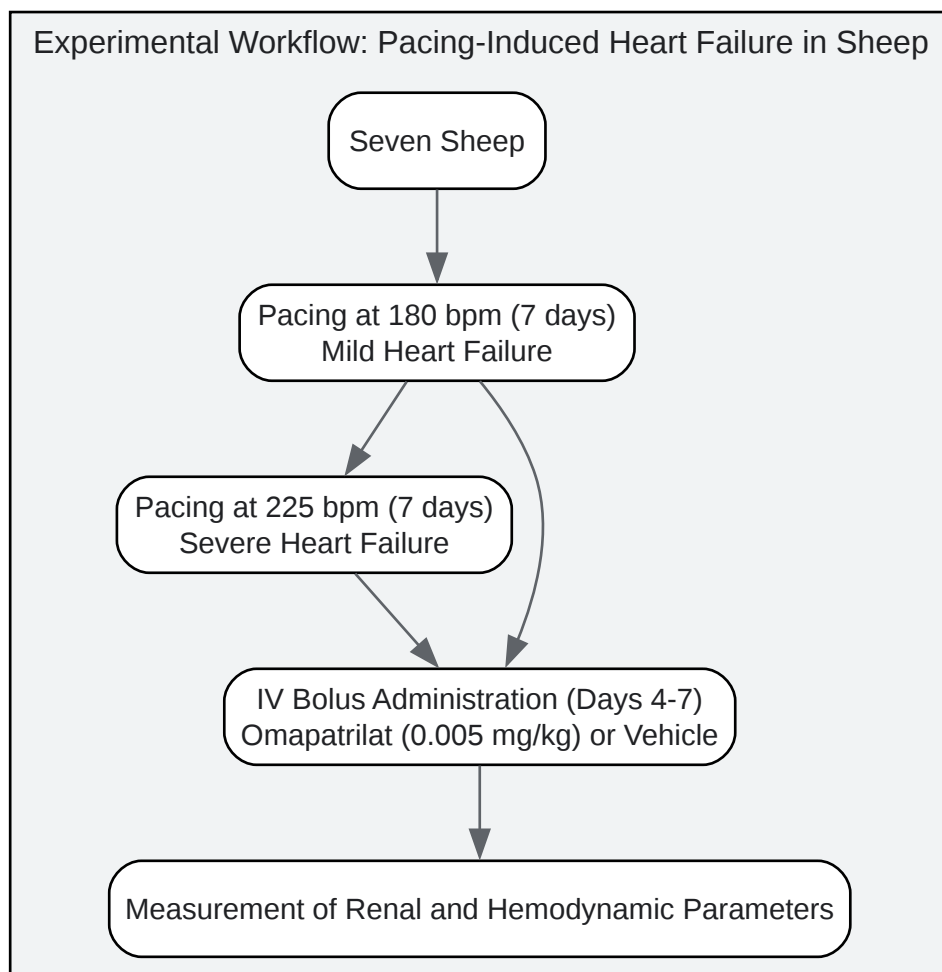 Experimental Workflow: Pacing-Induced Heart Failure in Sheep
Seven Sheep
Pacing at 180 bpm (7 days)
Mild Heart Failure
Pacing at 225 bpm (7 days)
Severe Heart Failure
IV Bolus Administration (Days 4-7)
Omapatrilat (0.005 mg/kg) or Vehicle
Measurement of Renal and Hemodynamic Parameters